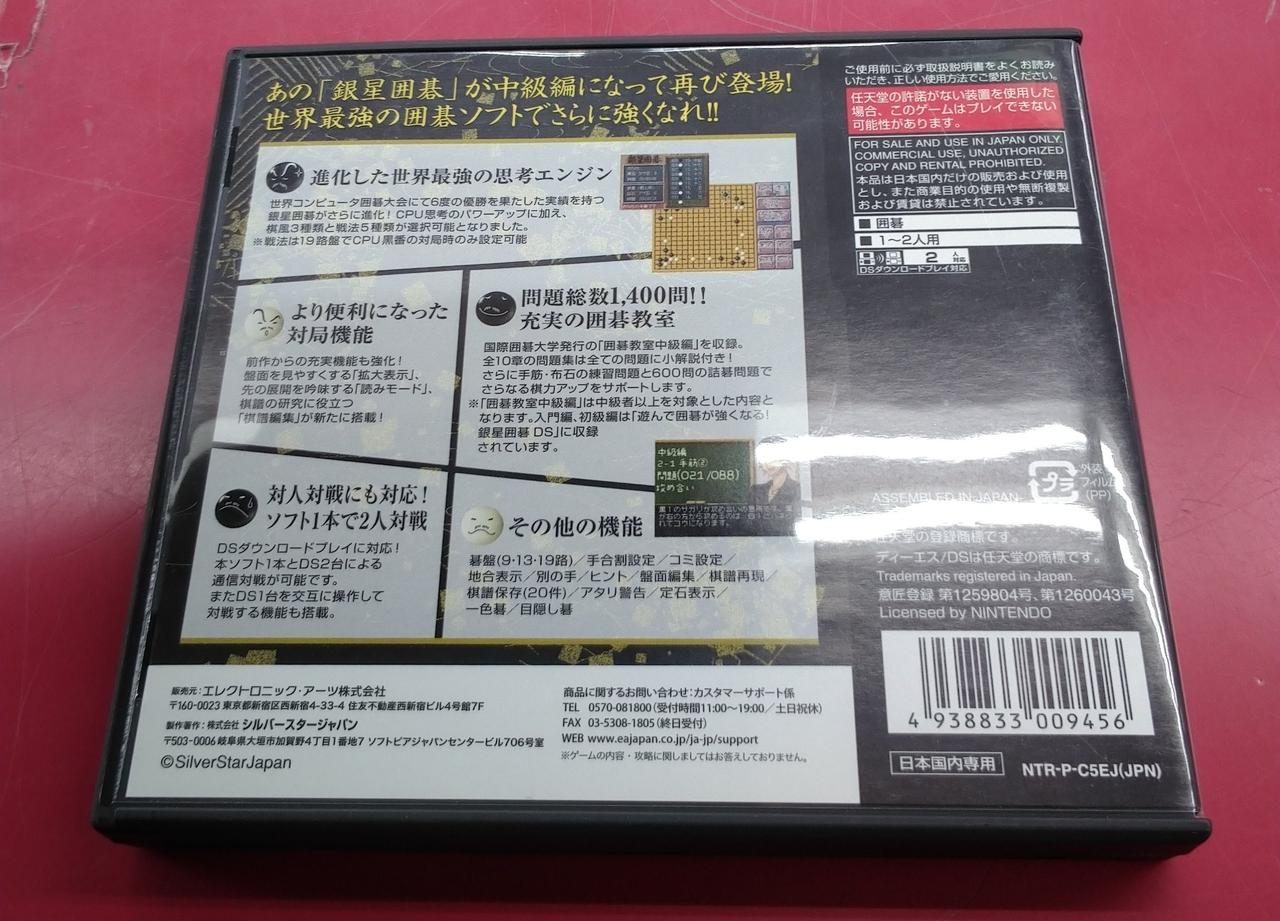 あの「銀星囲碁」が中級編になって再び登場!
世界最強の囲碁ソフトでさらに強くなれ!!
進化した世界最強の思考エンジン
世界コンピュータ囲碁大会にて6度の優勝を果たした実績を持つ
銀星囲碁がさらに進化! CPU思考のパワーアップに加え、
棋風3種類と戦法5種類が選択可能となりました。
※戦法は19路盤でCPU黒番の対局時のみ設定可能
銀星囲碁
より便利になった
対局機能
前作からの充実機能も強化!
盤面を見やすくする「拡大表示」、
先の展開を吟味する「読みモード」、
棋譜の研究に役立つ
「棋譜編集」が新たに搭載!
問題総数1,400問!!
充実の囲碁教室
国際囲碁大学発行の「囲碁教室中級編」を収録。
全10章の問題集は全ての問題に小解説付き!
さらに手筋・布石の練習問題と600問の詰碁問題で
さらなる棋力アップをサポートします。
※「囲碁教室中級編」は中級者以上を対象とした内容と
なります。入門編、初級編は「遊んで囲碁が強くなる!
銀星囲碁 DS」に収録
されています。
中級編
2-1 手筋②
問題(021/088)
攻め合い
対人対戦にも対応!
ソフト1本で2人対戦
DSダウンロードプレイに対応!
本ソフト1本とDS2台による
通信対戦が可能です。
またDS1台を交互に操作して
対戦する機能も搭載。
その他の機能
碁盤(9・13・19路)/手合割設定/コミ設定/
地合表示/別の手/ヒント/盤面編集/棋譜再現/
棋譜保存(20件)/アタリ警告/定石表示/
一色碁/目隠し碁
販売元:エレクトロニック・アーツ株式会社
〒160-0023 東京都新宿区西新宿4-33-4 住友不動産西新宿ビル4号館7F
製作著作:株式会社 シルバースタージャパン
〒503-0006 岐阜県大垣市加賀野4丁目1番地7 ソフトピアジャパンセンタービル706号室
©SilverStarJapan
商品に関するお問い合わせ:カスタマーサポート係
TEL 0570-081800(受付時間11:00〜19:00/土日祝休)
FAX 03-5308-1805(終日受付)
WEB www.eajapan.co.jp/ja-jp/support
※ゲームの内容・攻略に関しましてはお答えしておりません。
ご使用前に必ず取扱説明書をよくお読み
いただき、正しい使用方法でご愛用ください。
任天堂の許諾がない装置を使用した
場合、このゲームはプレイできない
可能性があります。
FOR SALE AND USE IN JAPAN ONLY.
COMMERCIAL USE, UNAUTHORIZED
COPY AND RENTAL PROHIBITED.
本品は日本国内だけの販売および使用
とし、また商業目的の使用や無断複製
および賃貸は禁止されています。
■ 囲碁
■ 1〜2人用
2人対応
DSダウンロードプレイ対応
プラ
外装
フィルム
(PP)
ASSEMBLED IN JAPAN
任天堂の登録商標です。
ディーエス/DSは任天堂の商標です。
Trademarks registered in Japan.
意匠登録 第1259804号、第1260043号
Licensed by NINTENDO
4 938833 009456
日本国内専用
NTR-P-C5EJ(JPN)